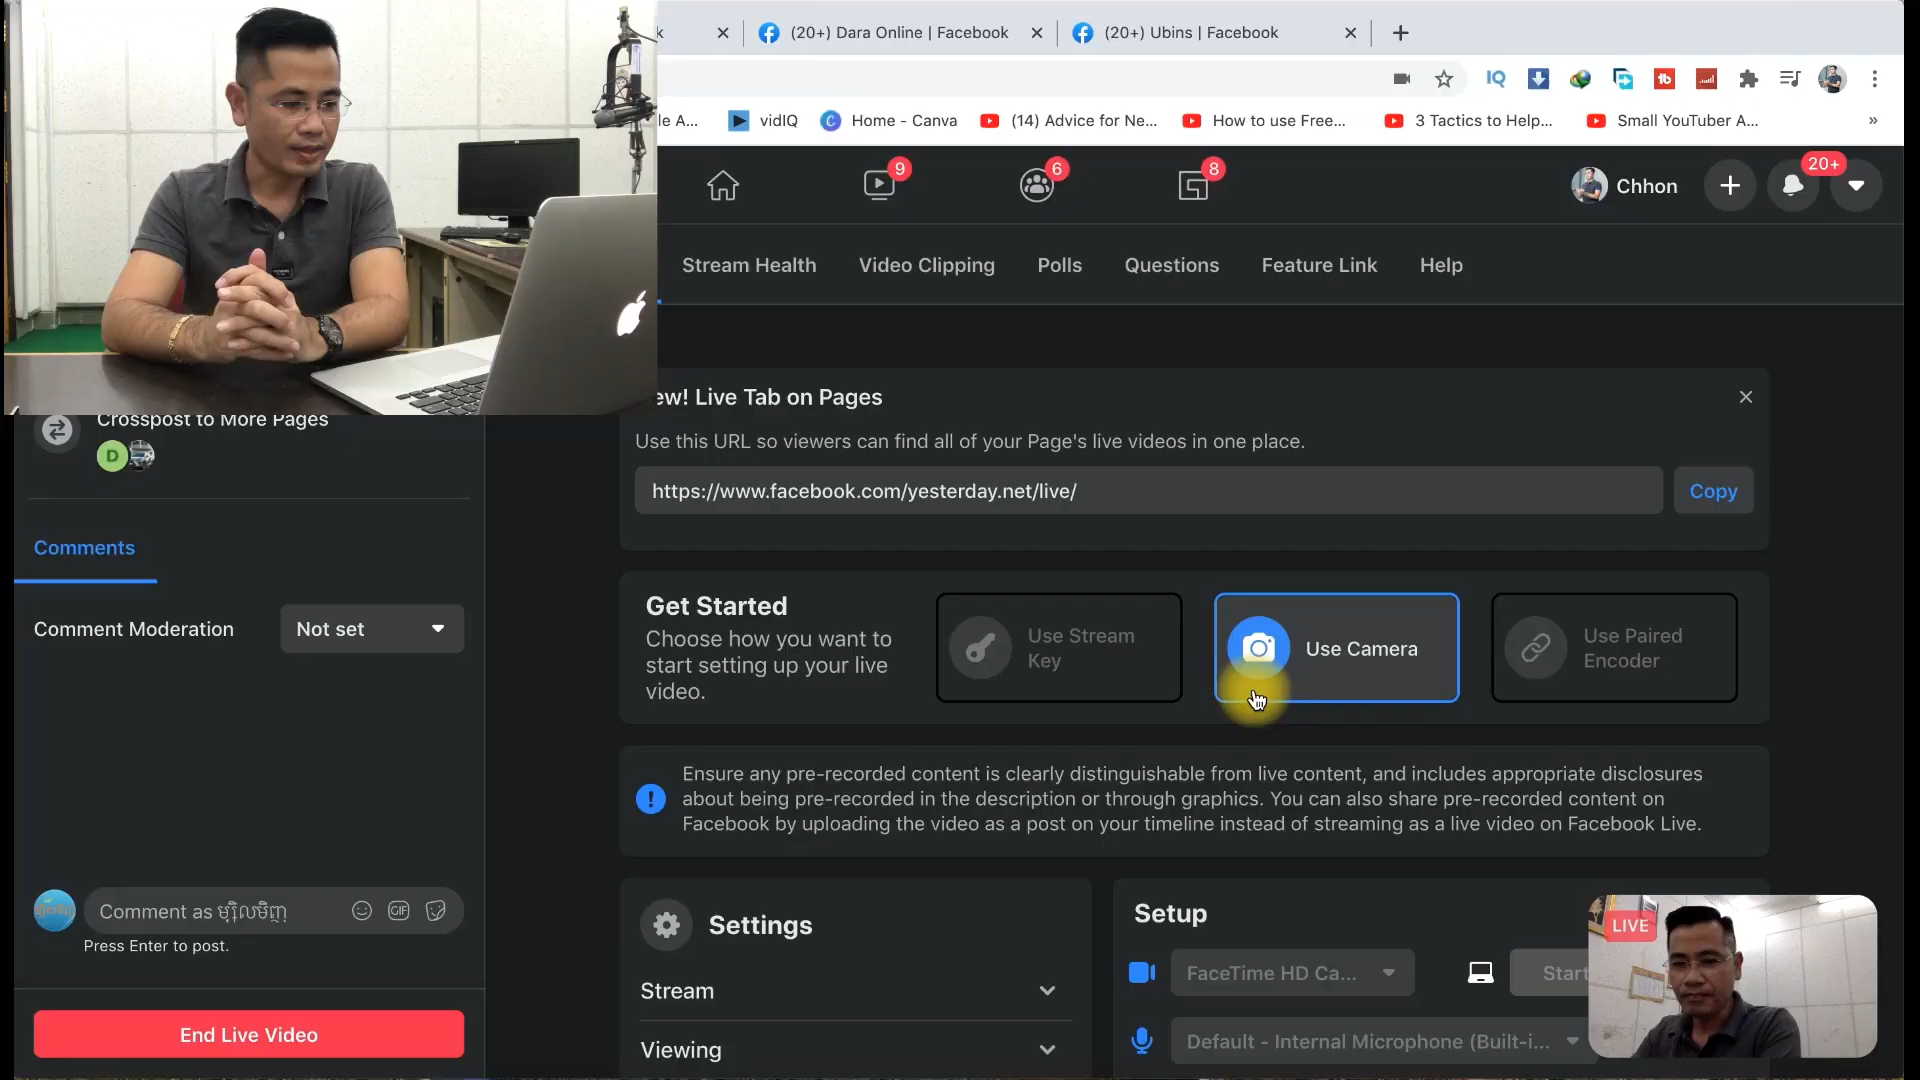 k
(20+) Dara Online | Facebook
(20+) Ubins | Facebook
le A...
vidIQ
Home - Canva
(14) Advice for Ne...
How to use Free...
3 Tactics to Help...
Small YouTuber A...
9
6
8
Chhon
20+
Stream Health
Video Clipping
Polls
Questions
Feature Link
Help
ew! Live Tab on Pages
Use this URL so viewers can find all of your Page's live videos in one place.
https://www.facebook.com/yesterday.net/live/
Copy
Crosspost to More Pages
D
Comments
Comment Moderation
Not set
Get Started
Choose how you want to
start setting up your live
video.
Use Stream
Key
Use Camera
Use Paired
Encoder
Ensure any pre-recorded content is clearly distinguishable from live content, and includes appropriate disclosures
about being pre-recorded in the description or through graphics. You can also share pre-recorded content on
Facebook by uploading the video as a post on your timeline instead of streaming as a live video on Facebook Live.
Comment as
GIF
Press Enter to post.
End Live Video
Settings
Stream
Viewing
Setup
FaceTime HD Ca...
Start
Default - Internal Microphone (Built-i...
LIVE